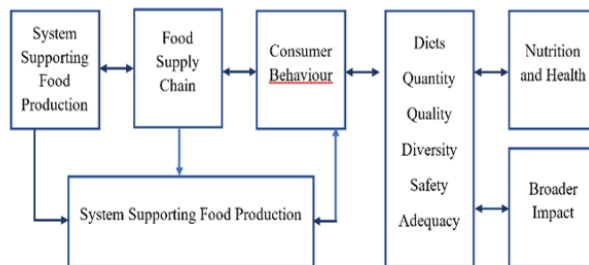 System
Supporting
Food
Production
Food
Supply
Chain
Consumer
Behaviour
Diets
Quantity
Quality
Diversity
Safety
Adequacy
Nutrition
and Health
System Supporting Food Production
Broader
Impact